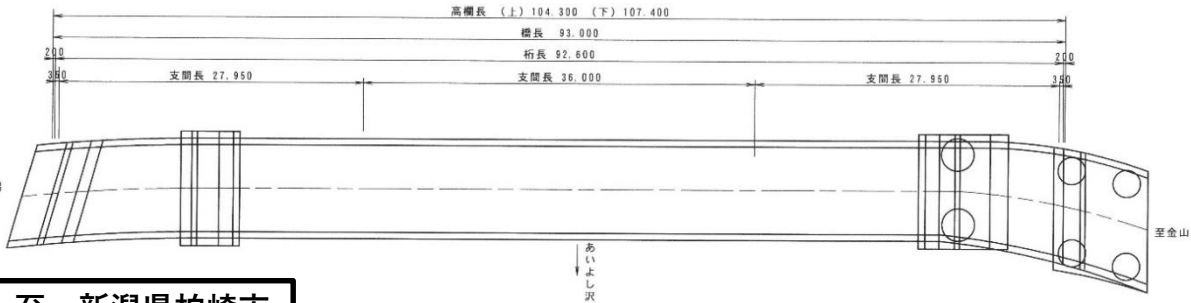 高欄長 （上）104.300 （下）107.400
橋長 93.000
200 桁長 92.600 200
350 支間長 27.950 支間長 36.000 支間長 27.950 350
至金山
あいよし沢
至 新潟県柏崎市